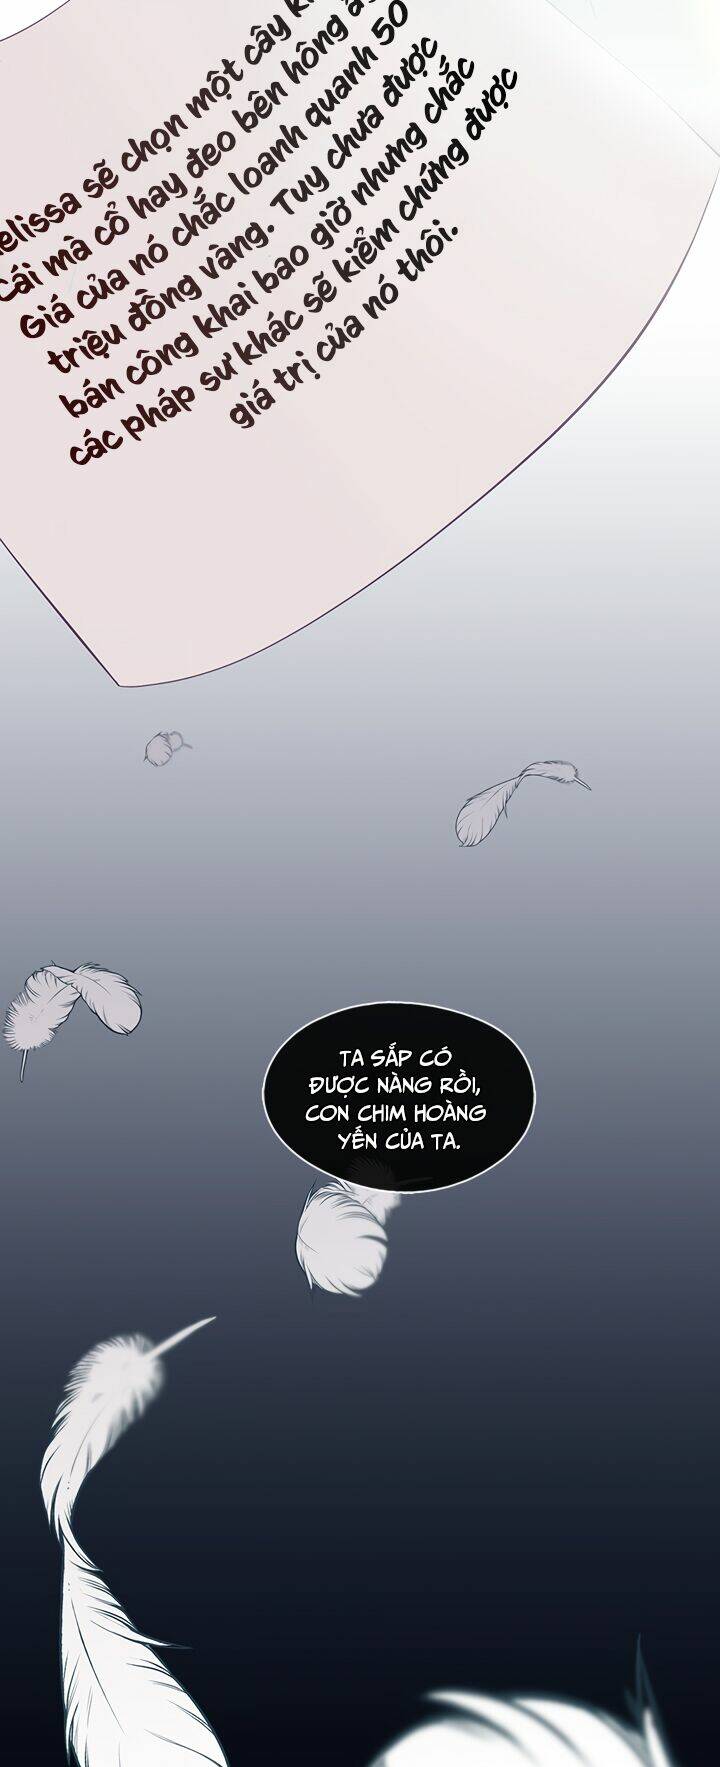 sẽ chọn một cây
Cái mà cổ hay đeo bên hông
Giá của nó chắc loanh quanh 50
triệu đồng vàng. Tuy chưa được
bán công khai bao giờ nhưng chắc
các pháp sư khác sẽ kiểm chứng được
giá trị của nó thôi.
TA SẮP CÓ
ĐƯỢC NÀNG RỒI,
CON CHIM HOÀNG
YẾN CỦA TA.